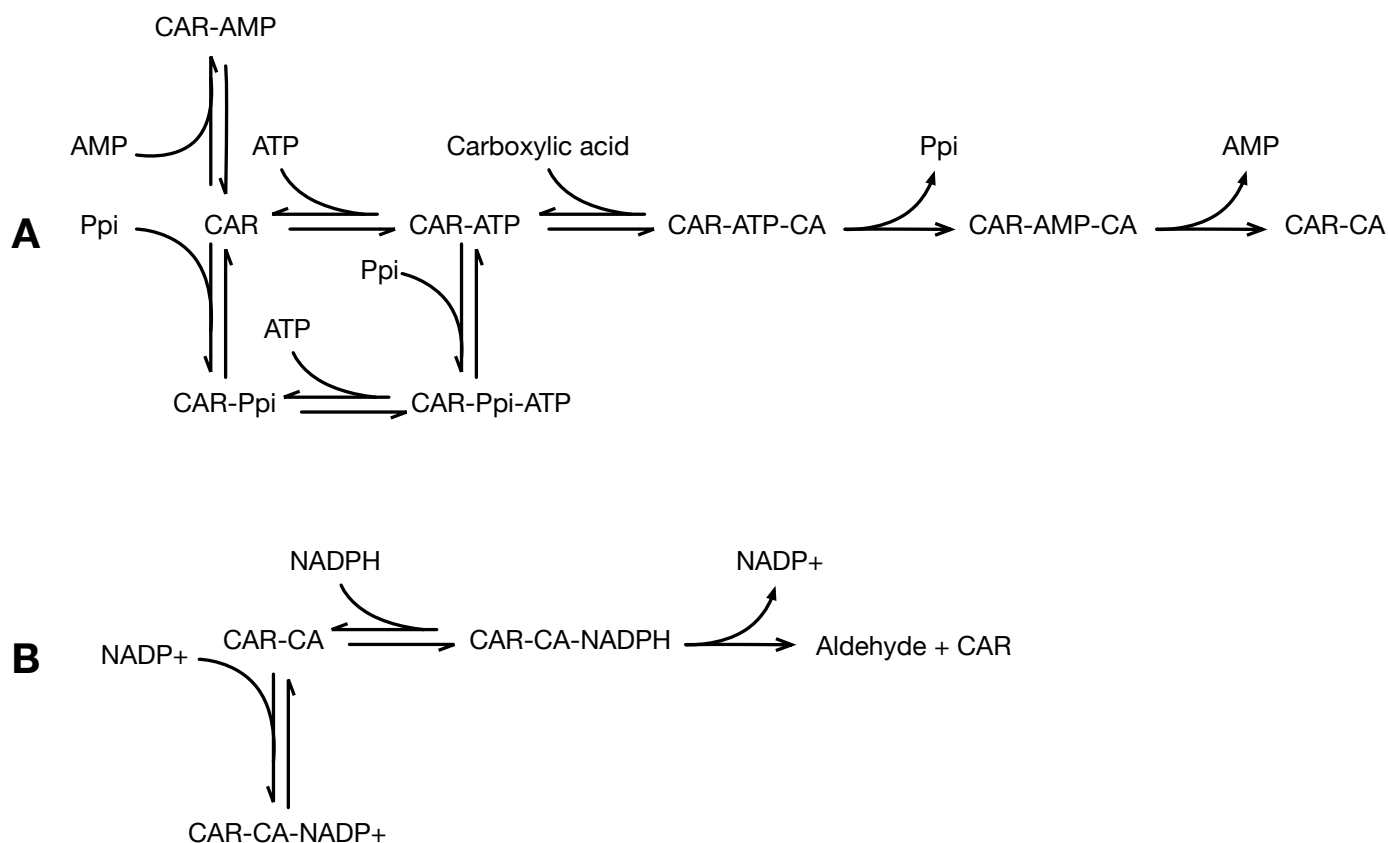 CAR-AMP
AMP
ATP
Carboxylic acid
Ppi
AMP
A
Ppi
CAR
CAR-ATP
CAR-ATP-CA
CAR-AMP-CA
CAR-CA
Ppi
ATP
CAR-Ppi
CAR-Ppi-ATP
NADPH
NADP+
B
NADP+
CAR-CA
CAR-CA-NADPH
Aldehyde + CAR
CAR-CA-NADP+